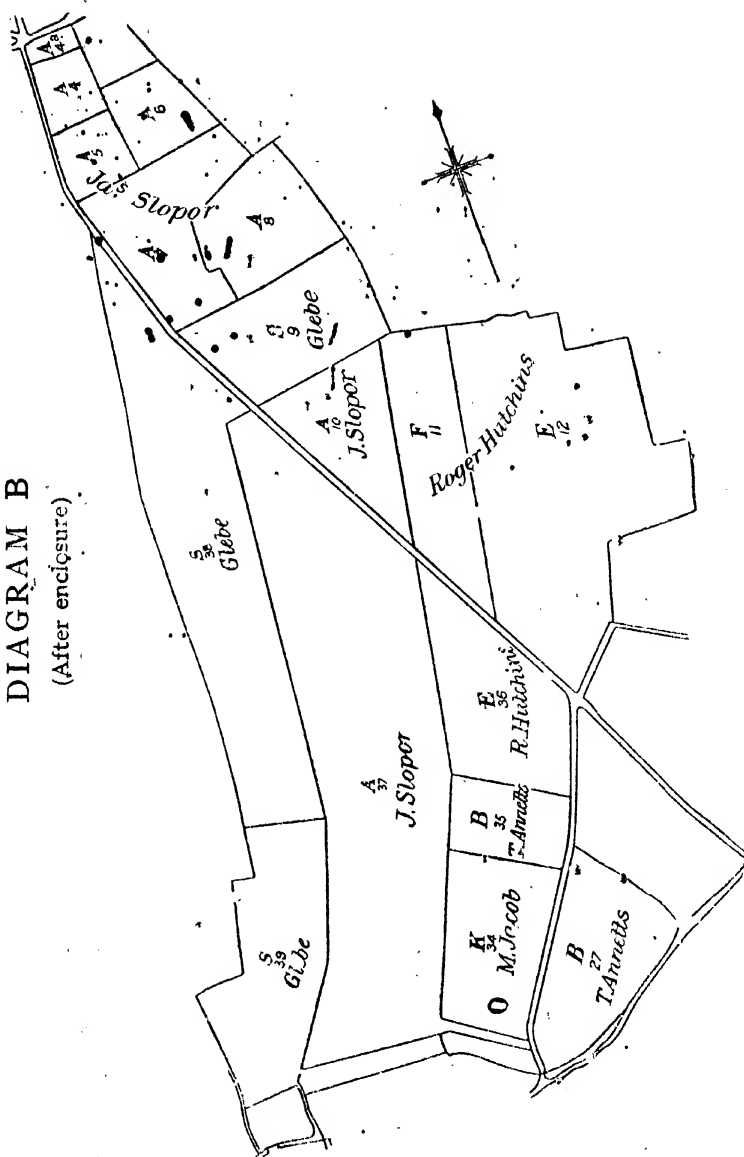 DIAGRAM B
(After enclosure)
A
4a
A
4
A
5
A
6
Jas. Slopor
A
8
9
Glebe
A
10
J. Slopor
F
11
Roger Hutchins
E
12
S
38
Glebe
A
37
J. Slopor
E
36
R. Hutchins
B
35
T. Annetts
K
34
M. Jacob
O
B
27
T. Annetts
S
39
Glebe